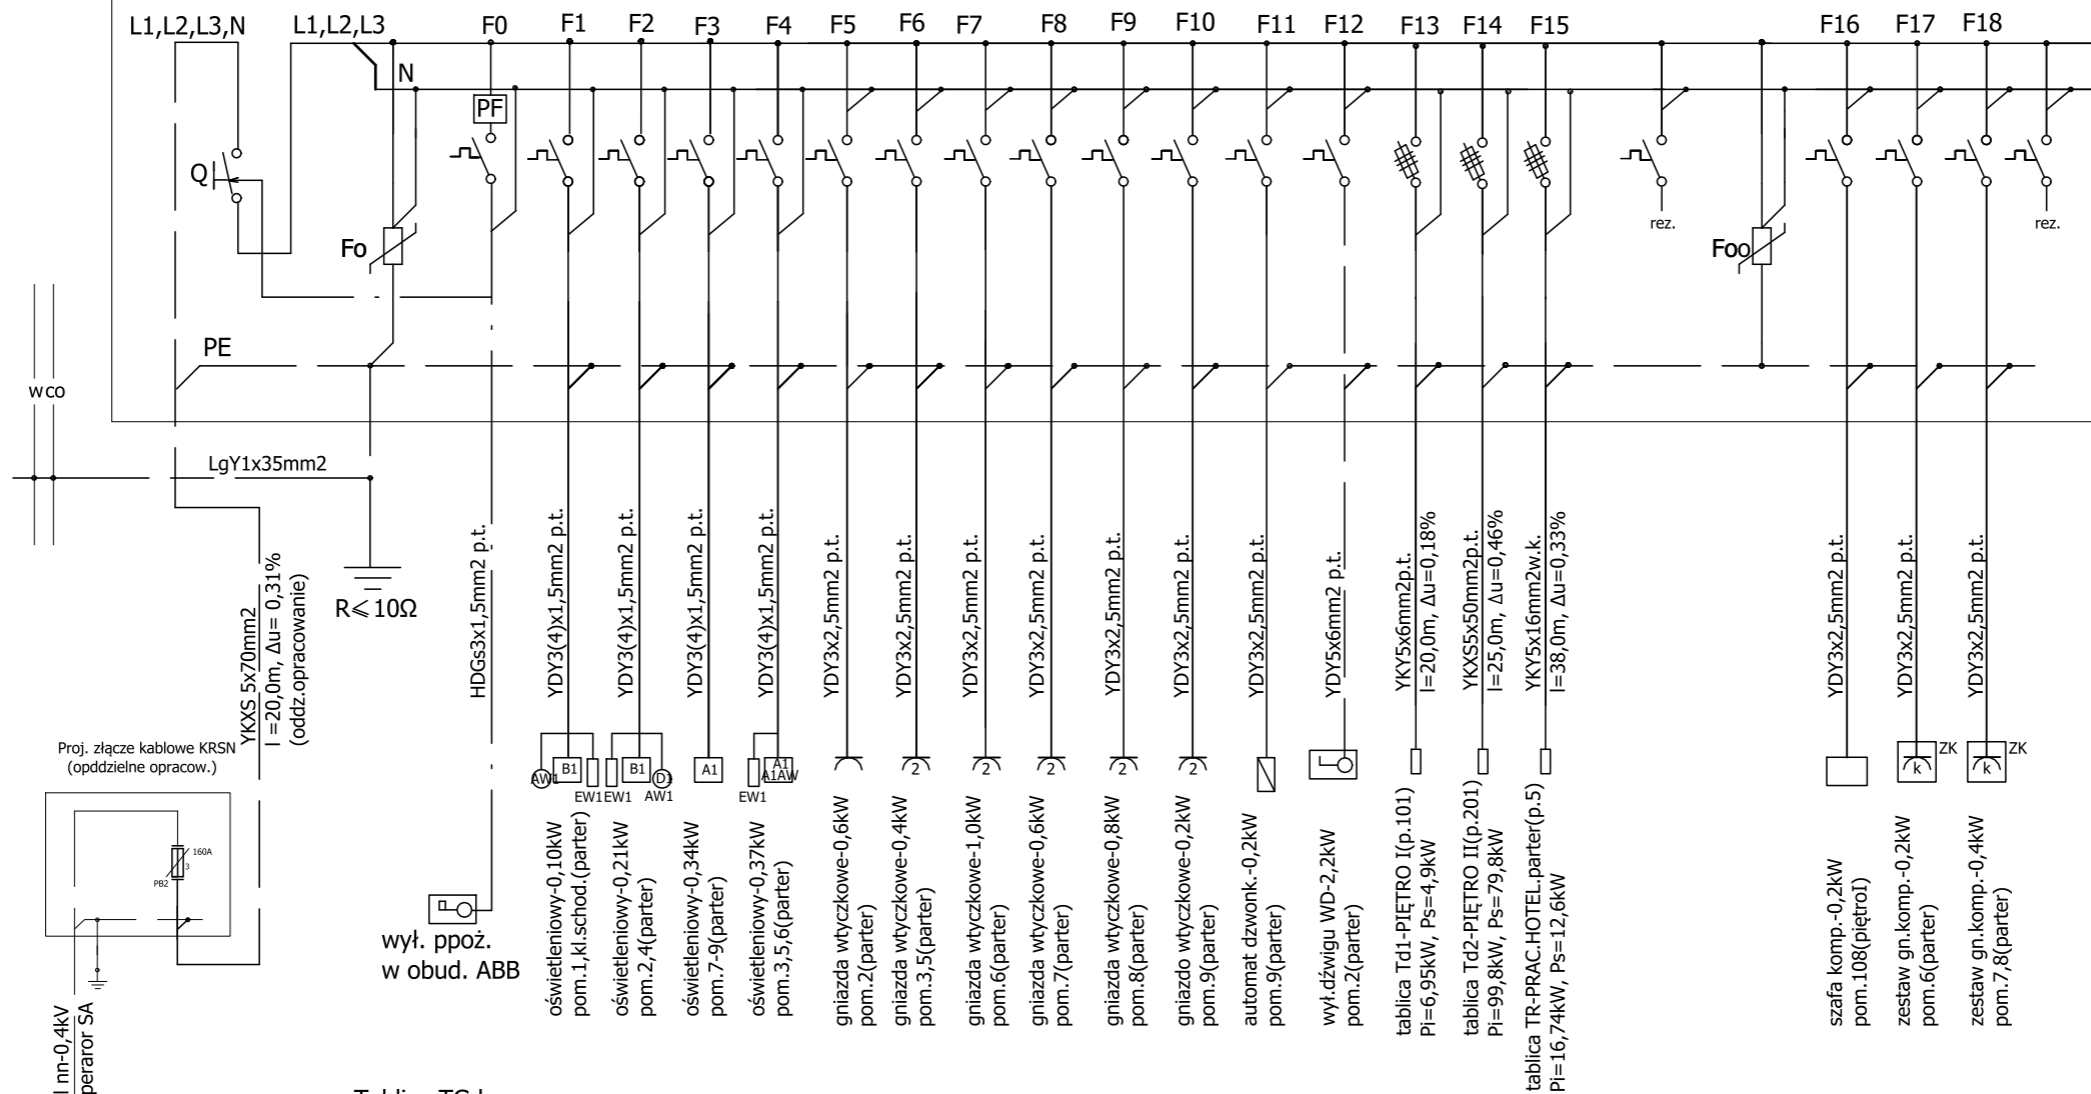 L1,L2,L3,N
L1,L2,L3
F0
F1
F2
F3
F4
F5
F6
F7
F8
F9
F10
F11
F12
F13
F14
F15
F16
F17
F18
N
PF
Q
Fo
Foo
rez.
rez.
PE
w co
LgY1x35mm2
R⩽10Ω
YKXS 5x70mm2
l =20,0m, Δu= 0,31%
(oddz.opracowanie)
HDGs3x1,5mm2 p.t.
YDY3(4)x1,5mm2 p.t.
YDY3(4)x1,5mm2 p.t.
YDY3(4)x1,5mm2 p.t.
YDY3(4)x1,5mm2 p.t.
YDY3x2,5mm2 p.t.
YDY3x2,5mm2 p.t.
YDY3x2,5mm2 p.t.
YDY3x2,5mm2 p.t.
YDY3x2,5mm2 p.t.
YDY3x2,5mm2 p.t.
YDY3x2,5mm2 p.t.
YDY5x6mm2 p.t.
YKY5x6mm2p.t.
l=20,0m, Δu=0,18%
YKXS5x50mm2p.t.
l=25,0m, Δu=0,46%
YKY5x16mm2w.k.
l=38,0m, Δu=0,33%
YDY3x2,5mm2 p.t.
YDY3x2,5mm2 p.t.
YDY3x2,5mm2 p.t.
Proj. złącze kablowe KRSN
(opddzielne opracow.)
160A
3
PB2
l nn-0,4kV
peraror SA
wył. ppoż.
w obud. ABB
AW1
B1
EW1
EW1
B1
D1
AW1
A1
EW1
A1
A1AW
2
2
2
2
2
k
ZK
k
ZK
oświetleniowy-0,10kW
pom.1,kl.schod.(parter)
oświetleniowy-0,21kW
pom.2,4(parter)
oświetleniowy-0,34kW
pom.7-9(parter)
oświetleniowy-0,37kW
pom.3,5,6(parter)
gniazda wtyczkowe-0,6kW
pom.2(parter)
gniazda wtyczkowe-0,4kW
pom.3,5(parter)
gniazda wtyczkowe-1,0kW
pom.6(parter)
gniazda wtyczkowe-0,6kW
pom.7(parter)
gniazda wtyczkowe-0,8kW
pom.8(parter)
gniazdo wtyczkowe-0,2kW
pom.9(parter)
automat dzwonk.-0,2kW
pom.9(parter)
wył.dźwigu WD-2,2kW
pom.2(parter)
tablica Td1-PIĘTRO I(p.101)
Pi=6,95kW, Ps=4,9kW
tablica Td2-PIĘTRO II(p.201)
Pi=99,8kW, Ps=79,8kW
tablica TR-PRAC.HOTEL.parter(p.5)
Pi=16,74kW, Ps=12,6kW
szafa komp.-0,2kW
pom.108(piętroI)
zestaw gn.komp.-0,2kW
pom.6(parter)
zestaw gn.komp.-0,4kW
pom.7,8(parter)